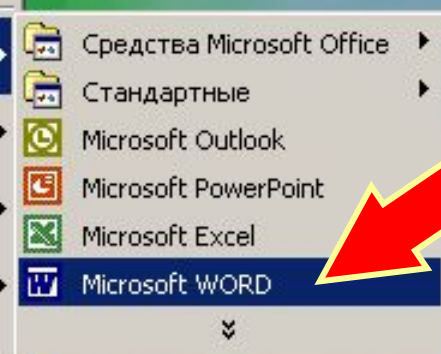 Средства Microsoft Office
Стандартные
Microsoft Outlook
Microsoft PowerPoint
Microsoft Excel
Microsoft WORD